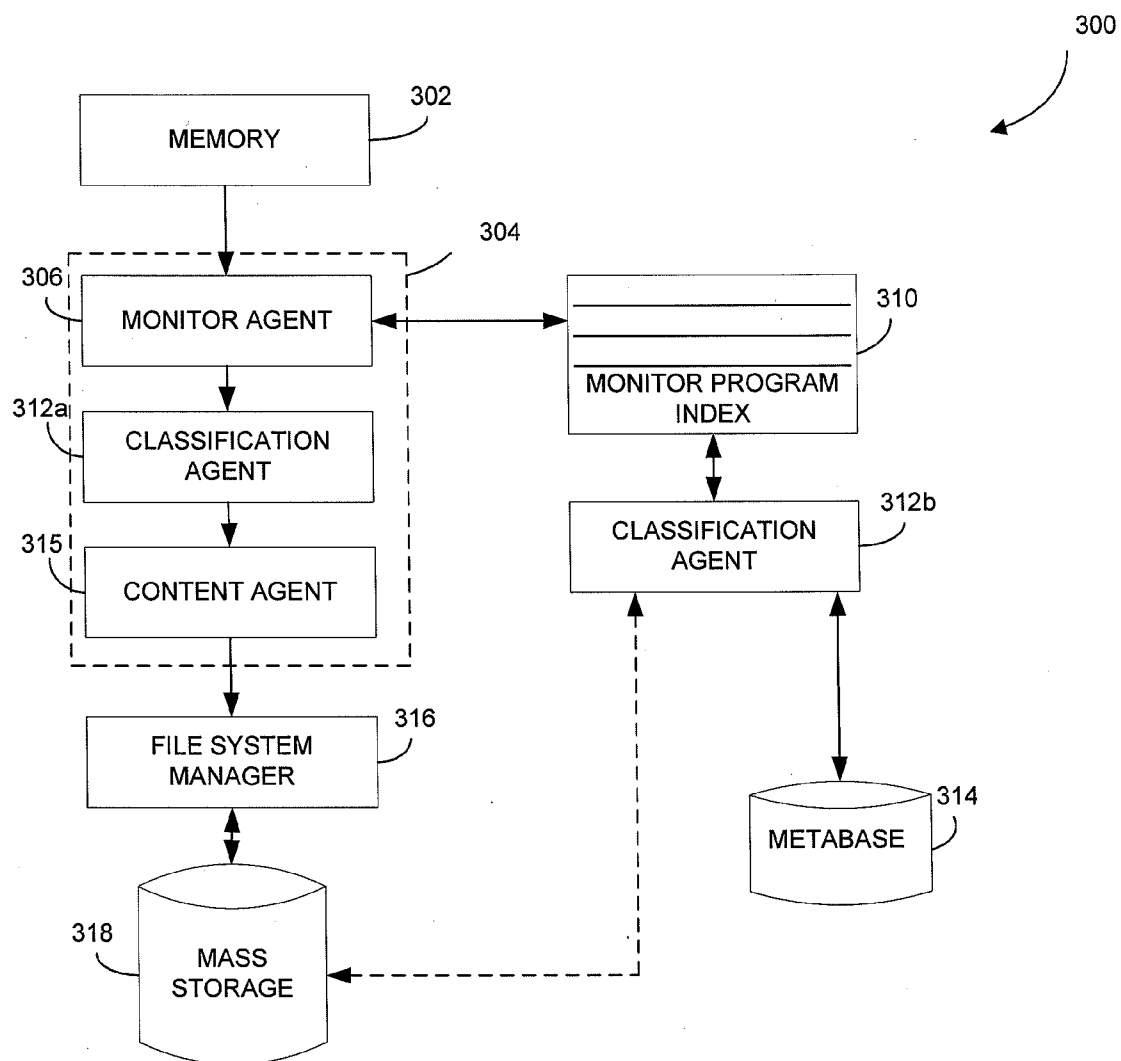 300
302
MEMORY
304
306
MONITOR AGENT
310
MONITOR PROGRAM
INDEX
312a
CLASSIFICATION
AGENT
312b
CLASSIFICATION
AGENT
315
CONTENT AGENT
316
FILE SYSTEM
MANAGER
314
METABASE
318
MASS
STORAGE